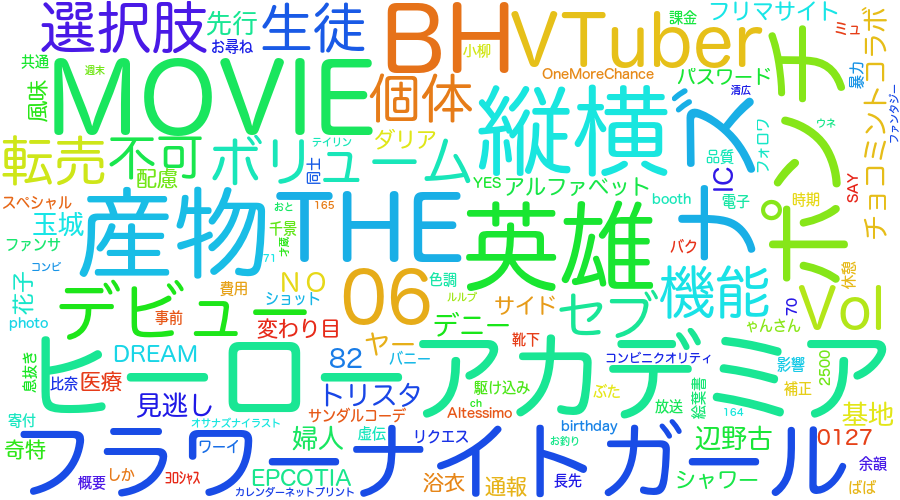 選択肢
先行
お尋ね
生徒
BH
VTuber
小柳
課金
フリマサイト
ミュ
チョコミントコラボ
共通
週末
MOVIE
個体
OneMoreChance
パスワード
清広
暴力
ファンタジー
風味
縦横
ナス
ポンチ
転売
不可
配慮
ボリューム
ダリア
テイリン
同士
YES
アルファベット
品質
フォロワ
ウネ
IC
スペシャル
玉城
ファンサ
産物
THE
おと
165
千景
71
英雄
booth
電子
時期
SAY
バク
コンビ
花子
photo
デビュー
費用
NO
ショット
06
色調
ルルブ
サイド
セブ
機能
休憩
Vol
70
事前
変わり目
ヤー
デニー
靴下
ゃんさん
DREAM
82
バニー
コンビニクオリティ
影響
2500
息抜き
比奈
医療
ヒーローアカデミア
見逃し
トリスタ
駆け込み
ch
ぶた
絵葉書
補正
寄付
オサナズナイラスト
サンダルコーデ
Altessimo
放送
164
基地
奇特
ワーイ
婦人
虚伝
リクエス
birthday
お釣り
辺野古
0127
フラワーナイトガール
概要
しか
ﾖﾛｼｬｽ
EPCOTIA
カレンダーネットプリント
浴衣
通報
長先
シャワー
余韻
ばば